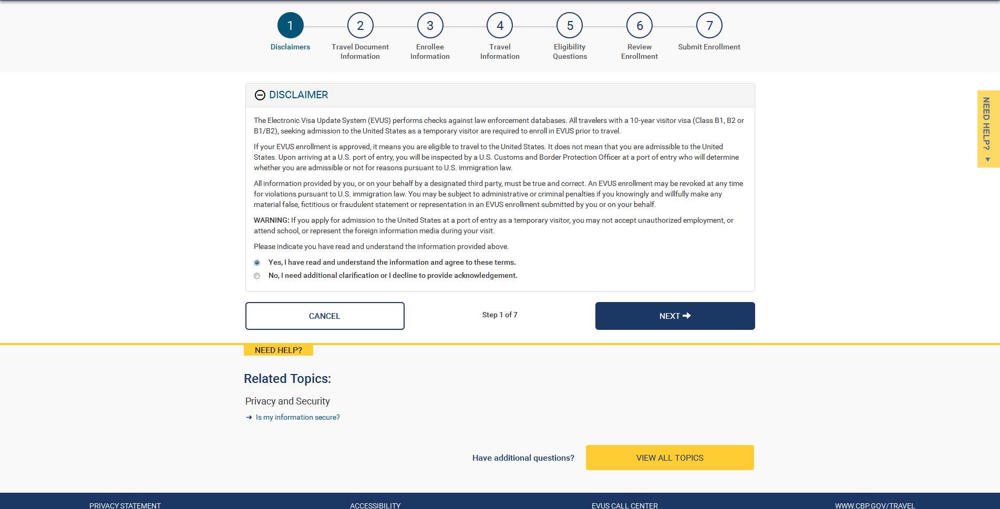 1
2
3
4
5
6
7
Disclaimers
Travel Document
Information
Enrollee
Information
Travel
Information
Eligibility
Questions
Review
Enrollment
Submit Enrollment
DISCLAIMER
The Electronic Visa Update System (EVUS) performs checks against law enforcement databases. All travelers with a 10-year visitor visa (Class B1, B2 or
B1/B2), seeking admission to the United States as a temporary visitor are required to enroll in EVUS prior to travel.
If your EVUS enrollment is approved, it means you are eligible to travel to the United States. It does not mean that you are admissible to the United
States. Upon arriving at a U.S. port of entry, you will be inspected by a U.S. Customs and Border Protection Officer at a port of entry who will determine
whether you are admissible or not for reasons pursuant to U.S. immigration law.
All information provided by you, or on your behalf by a designated third party, must be true and correct. An EVUS enrollment may be revoked at any time
for violations pursuant to U.S. immigration law. You may be subject to administrative or criminal penalties if you knowingly and willfully make any
material false, fictitious or fraudulent statement or representation in an EVUS enrollment submitted by you or on your behalf.
WARNING: If you apply for admission to the United States at a port of entry as a temporary visitor, you may not accept unauthorized employment, or
attend school, or represent the foreign information media during your visit.
Please indicate you have read and understand the information provided above.
Yes, I have read and understand the information and agree to these terms.
No, I need additional clarification or I decline to provide acknowledgement.
CANCEL
Step 1 of 7
NEXT
NEED HELP?
NEED HELP?
Related Topics:
Privacy and Security
Is my information secure?
Have additional questions?
VIEW ALL TOPICS
PRIVACY STATEMENT
ACCESSIBILITY
EVUS CALL CENTER
WWW.CBP.GOV/TRAVEL